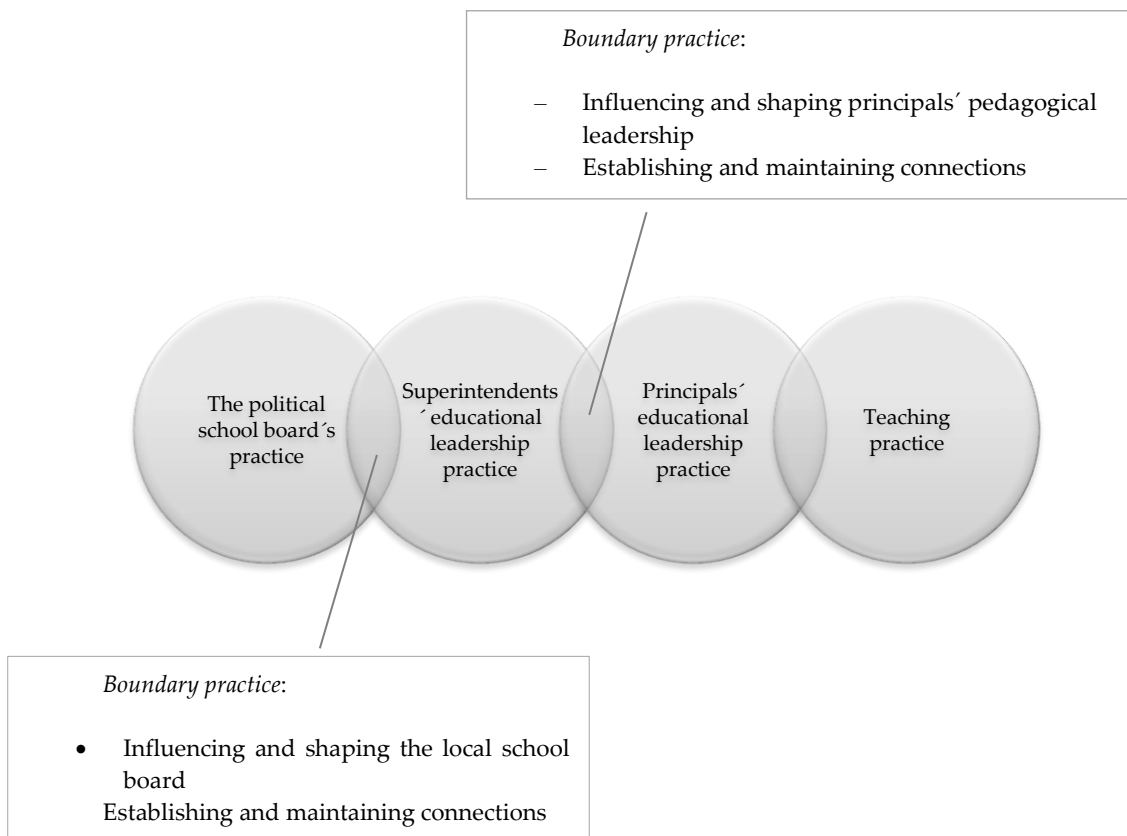 Boundary practice:
– Influencing and shaping principals´ pedagogical
leadership
– Establishing and maintaining connections
The political
school board´s
practice
Superintendents
´educational
leadership
practice
Principals´
educational
leadership
practice
Teaching
practice
Boundary practice:
• Influencing and shaping the local school
board
Establishing and maintaining connections